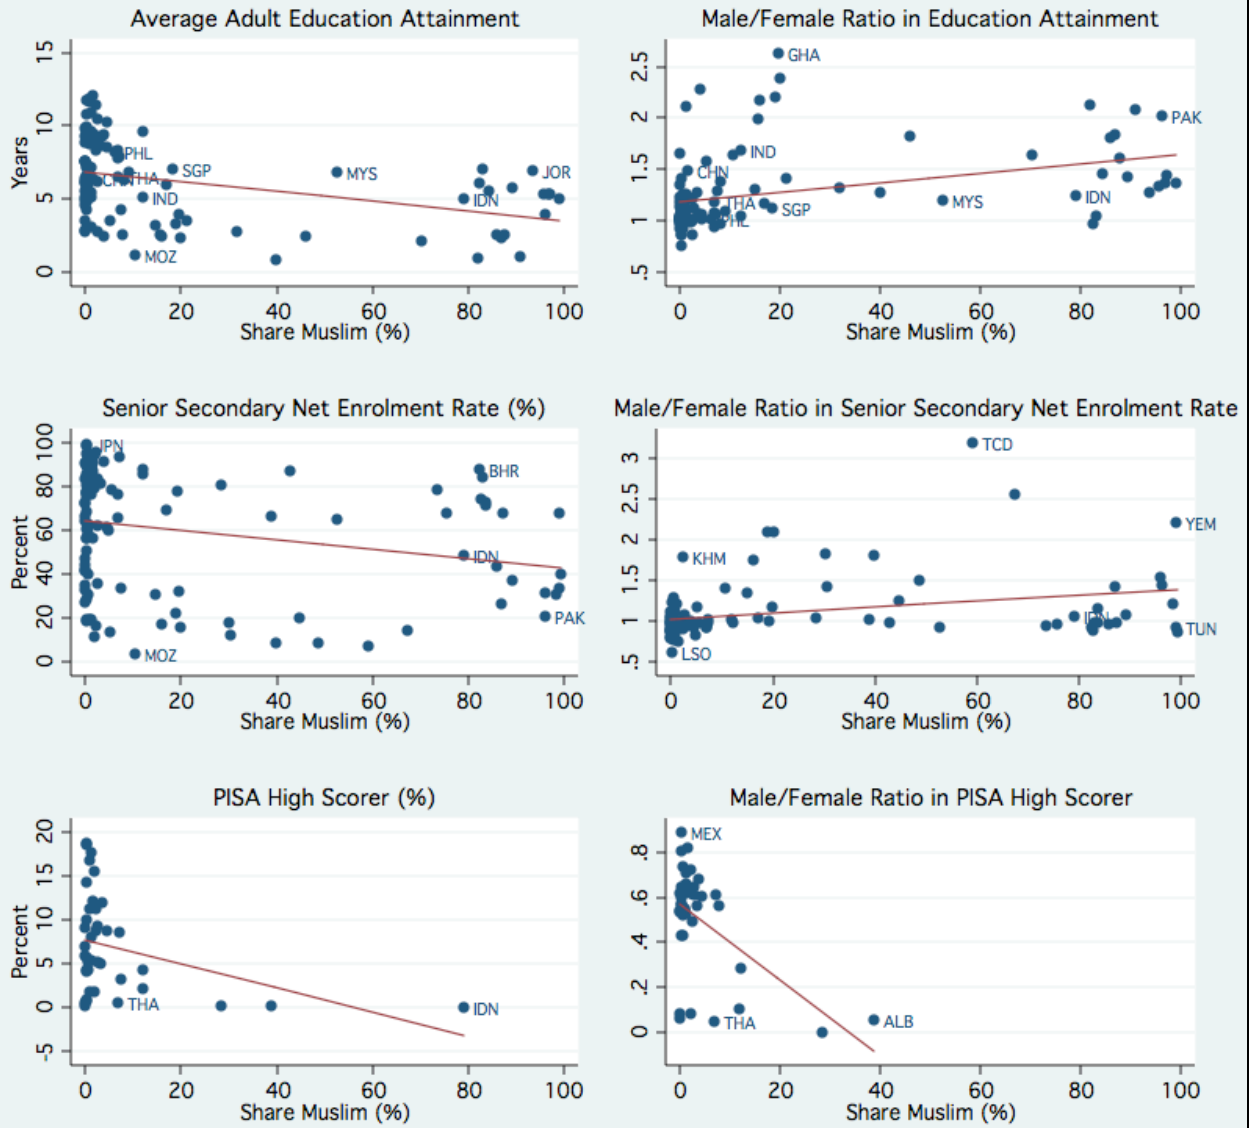 Average Adult Education Attainment
Years
15
10
5
0
PHL
CHN
THA
SGP
IND
MOZ
MYS
IDN
JOR
0 20 40 60 80 100
Share Muslim (%)
Male/Female Ratio in Education Attainment
2.5
2
1.5
1
.5
GHA
IND
CHN
THA
PHL
SGP
MYS
IDN
PAK
0 20 40 60 80 100
Share Muslim (%)
Senior Secondary Net Enrolment Rate (%)
Percent
100
80
60
40
20
0
JPN
MOZ
BHR
IDN
PAK
0 20 40 60 80 100
Share Muslim (%)
Male/Female Ratio in Senior Secondary Net Enrolment Rate
3
2.5
2
1.5
1
.5
TCD
KHM
YEM
IDN
TUN
LSO
0 20 40 60 80 100
Share Muslim (%)
PISA High Scorer (%)
Percent
20
15
10
5
0
-5
THA
IDN
0 20 40 60 80 100
Share Muslim (%)
Male/Female Ratio in PISA High Scorer
.8
.6
.4
.2
0
MEX
THA
ALB
0 20 40 60 80 100
Share Muslim (%)